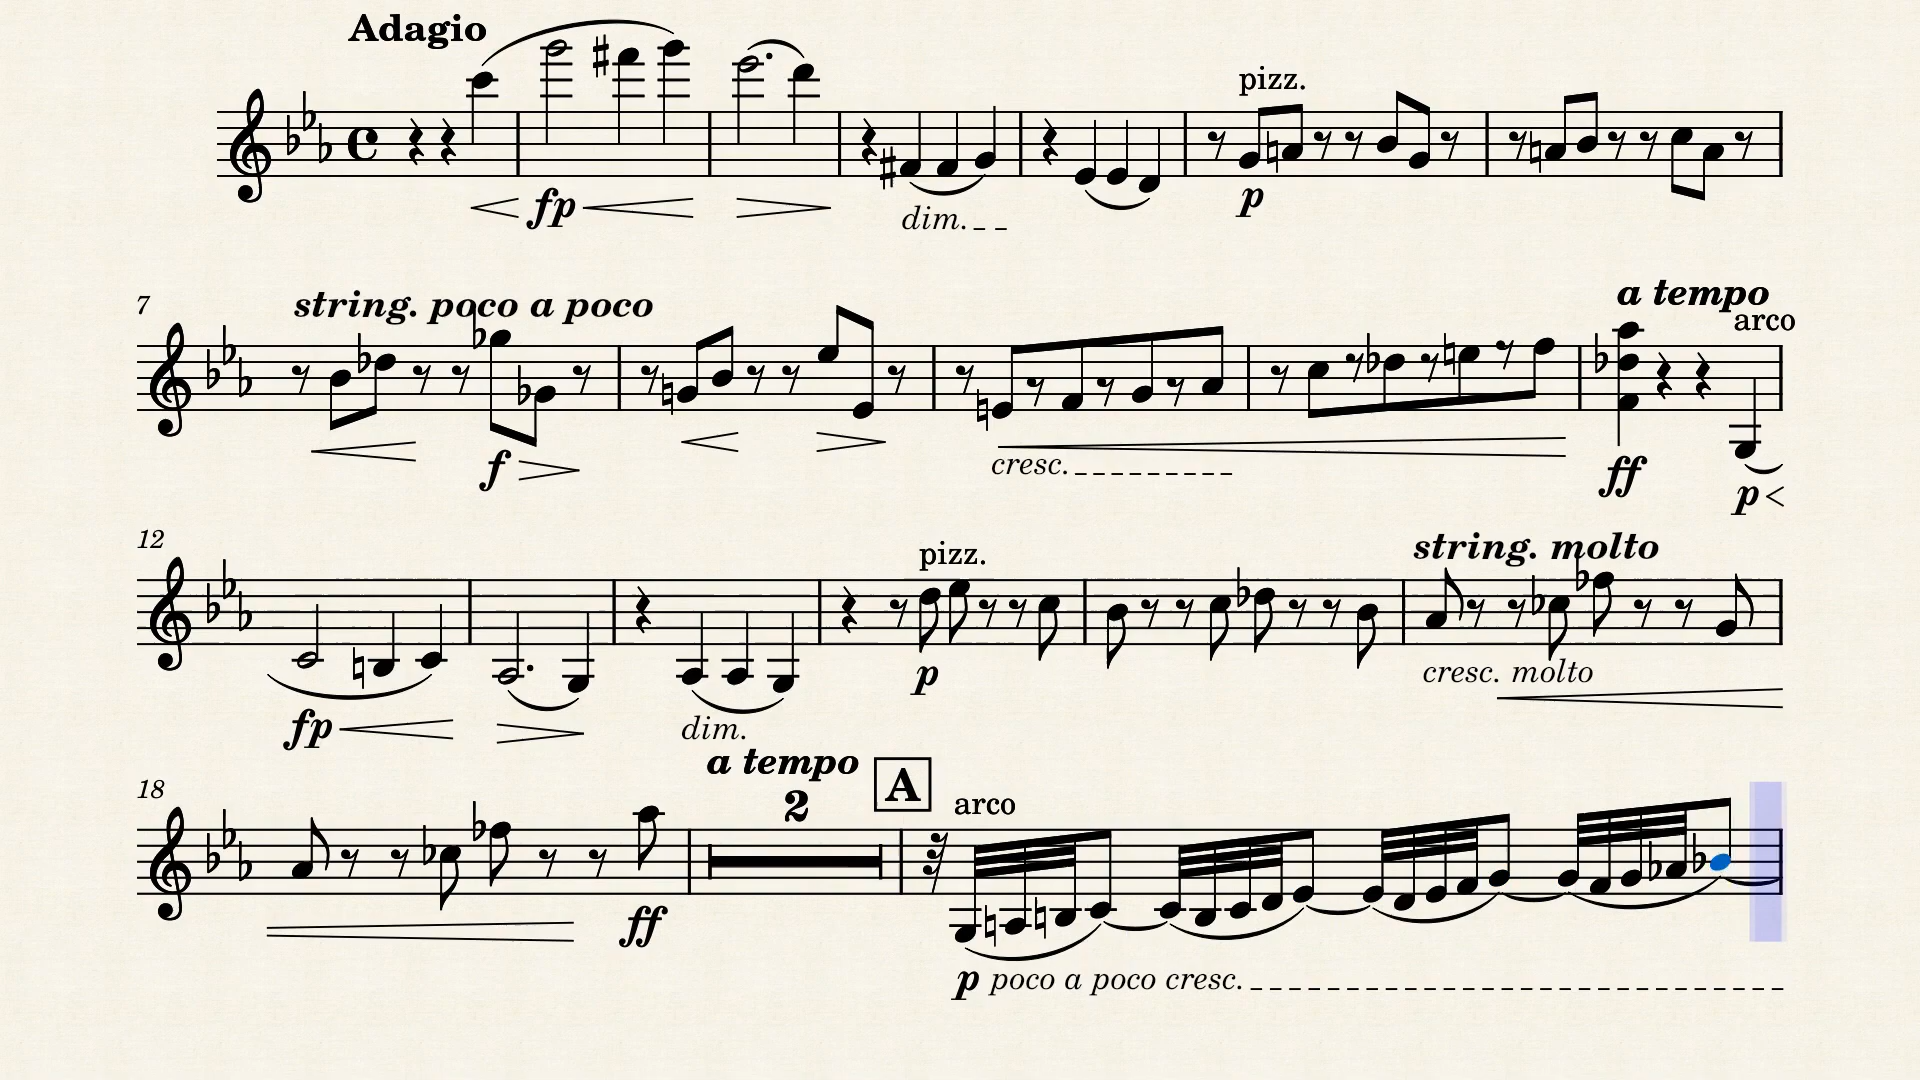 Adagio
pizz.
fp
p
dim.
7
string. poco a poco
a tempo
arco
f
cresc.
ff
p
12
pizz.
string. molto
fp
dim.
p
cresc. molto
18
a tempo
2
A
arco
ff
p poco a poco cresc.